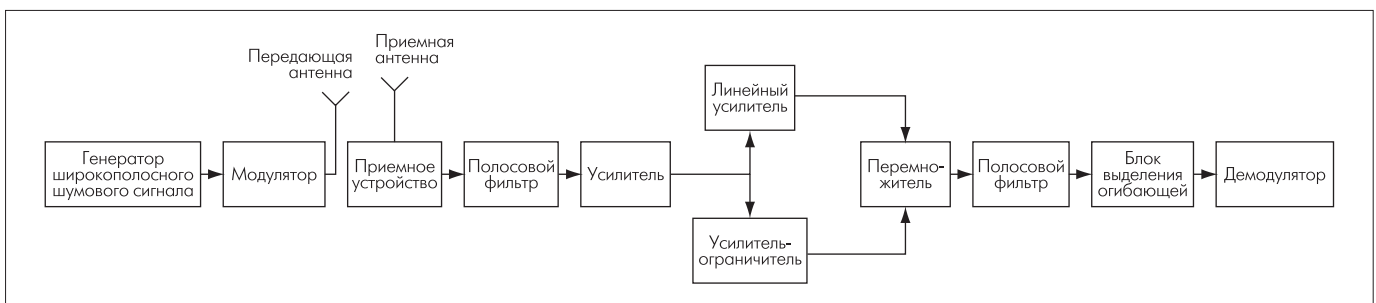 Передающая
антенна
Приемная
антенна
Генератор
широкополосного
шумового сигнала
Модулятор
Приемное
устройство
Полосовой
фильтр
Усилитель
Линейный
усилитель
Усилитель-
ограничитель
Перемно-
житель
Полосовой
фильтр
Блок
выделения
огибающей
Демодулятор